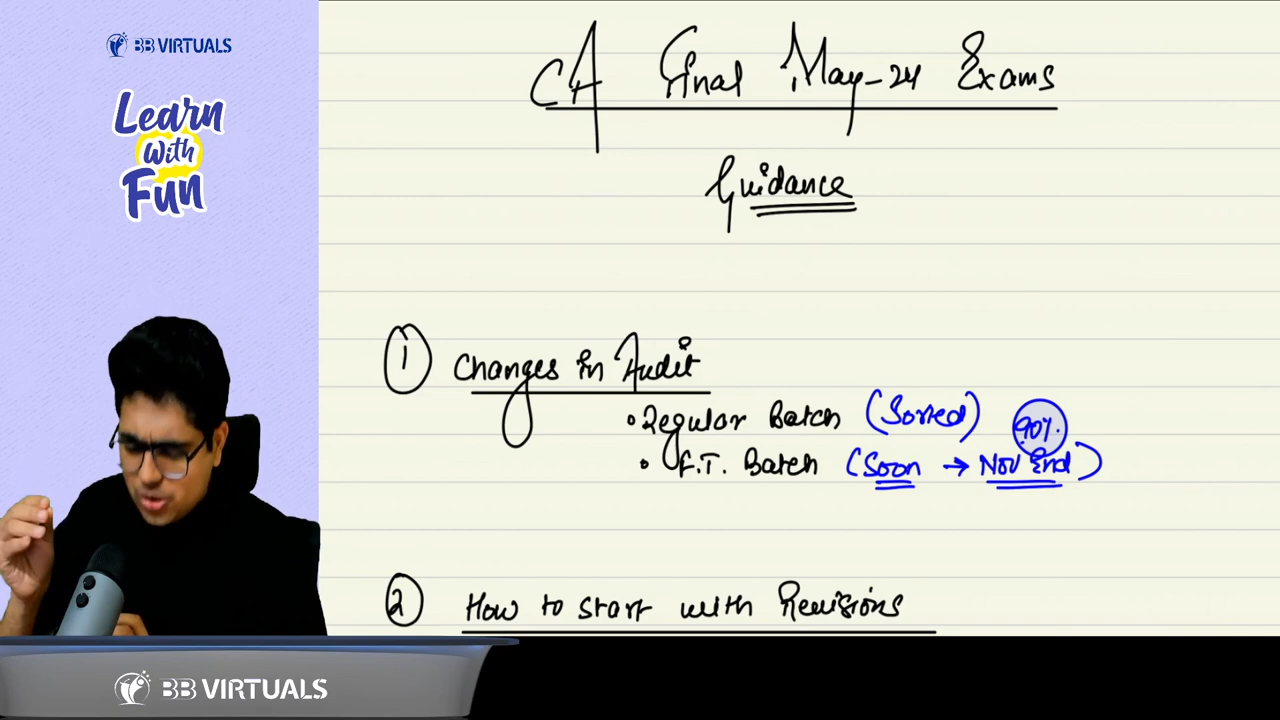 BB VIRTUALS
Learn
With
Fun
CA Final May-24 Exams
Guidance
1 Changes in Audit
• Regular Batch (Sorted) 90%.
• F.T. Batch (Soon → Nov End)
2 How to start with Revisions
BB VIRTUALS